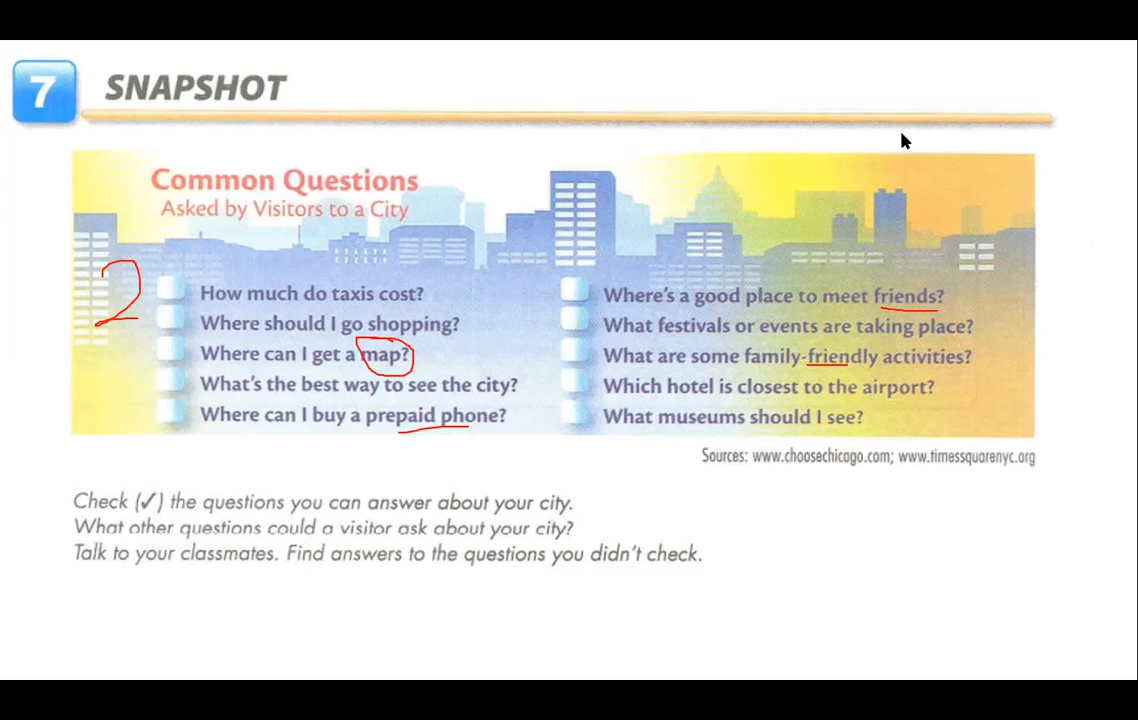 7 SNAPSHOT
Common Questions
Asked by Visitors to a City
2
How much do taxis cost?
Where should I go shopping?
Where can I get a map?
What's the best way to see the city?
Where can I buy a prepaid phone?
Where's a good place to meet friends?
What festivals or events are taking place?
What are some family-friendly activities?
Which hotel is closest to the airport?
What museums should I see?
Sources: www.choosechicago.com; www.timessquarenyc.org
Check (✓) the questions you can answer about your city.
What other questions could a visitor ask about your city?
Talk to your classmates. Find answers to the questions you didn't check.